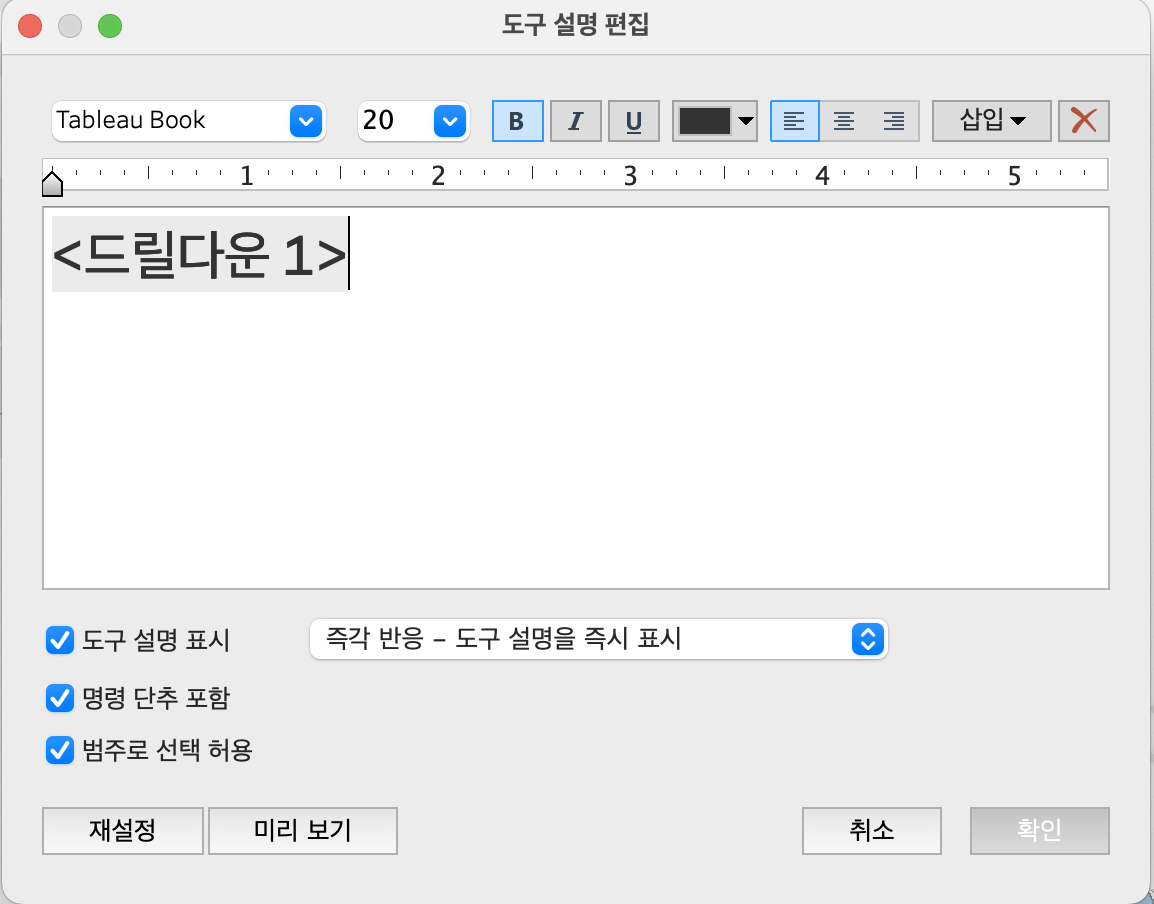 도구 설명 편집
Tableau Book 20 B I U 삽입
1 2 3 4 5
<드릴다운 1>
도구 설명 표시 즉각 반응 – 도구 설명을 즉시 표시
명령 단추 포함
범주로 선택 허용
재설정 미리 보기 취소 확인